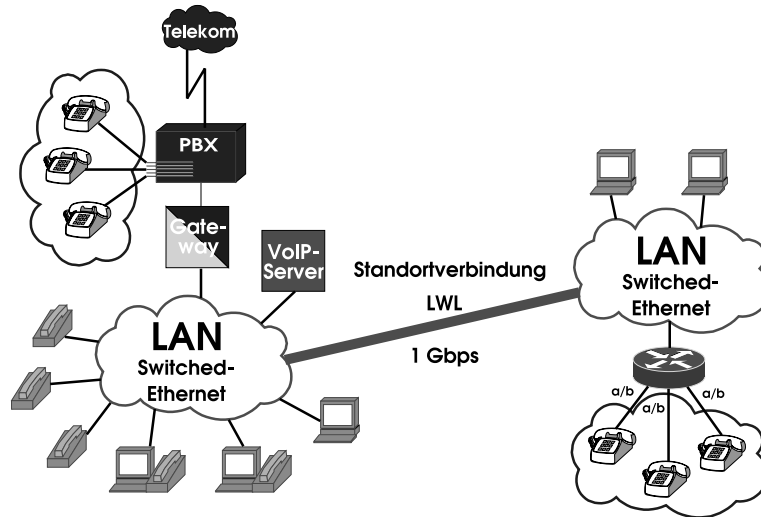 Telekom
PBX
Gate-
way
VoIP-
Server
LAN
Switched-
Ethernet
Standortverbindung
LWL
1 Gbps
LAN
Switched-
Ethernet
a/b
a/b
a/b